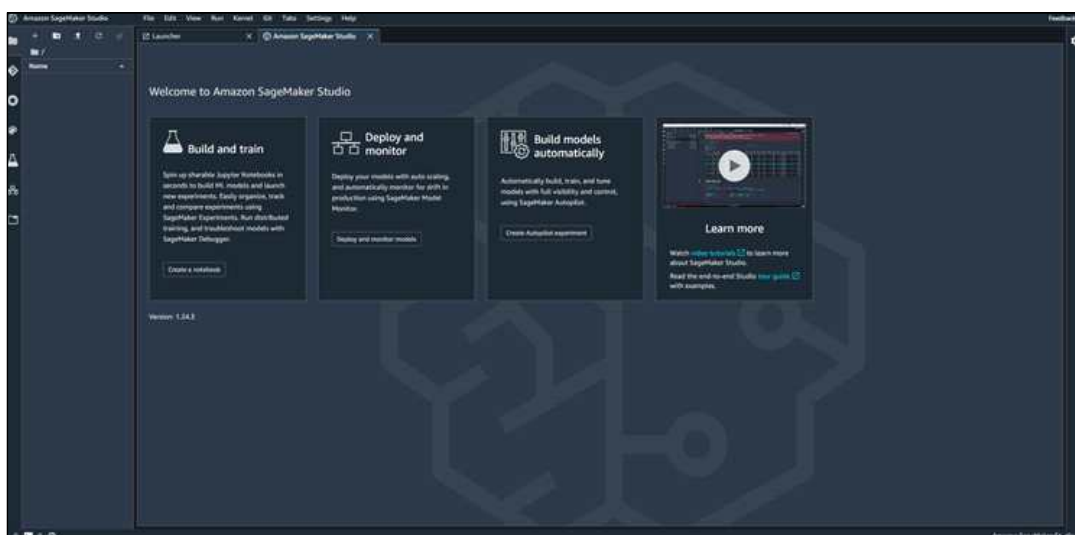 Amazon SageMaker Studio
File Edit View Run Kernel Git Tabs Settings Help
Feedback
Launcher X Amazon SageMaker Studio X
/
Name
Welcome to Amazon SageMaker Studio
Build and train
Spin up sharable Jupyter Notebooks in
seconds to build ML models and launch
new experiments. Easily organize, track
and compare experiments using
SageMaker Experiments. Run distributed
training, and troubleshoot models with
SageMaker Debugger.
Create a notebook
Deploy and
monitor
Deploy your models with auto scaling,
and automatically monitor for drift in
production using SageMaker Model
Monitor.
Deploy and monitor models
Build models
automatically
Automatically build, train, and tune
models with full visibility and control,
using SageMaker Autopilot.
Create Autopilot experiment
Learn more
Watch video tutorials to learn more
about SageMaker Studio.
Read the end-to-end Studio tour guide
with examples.